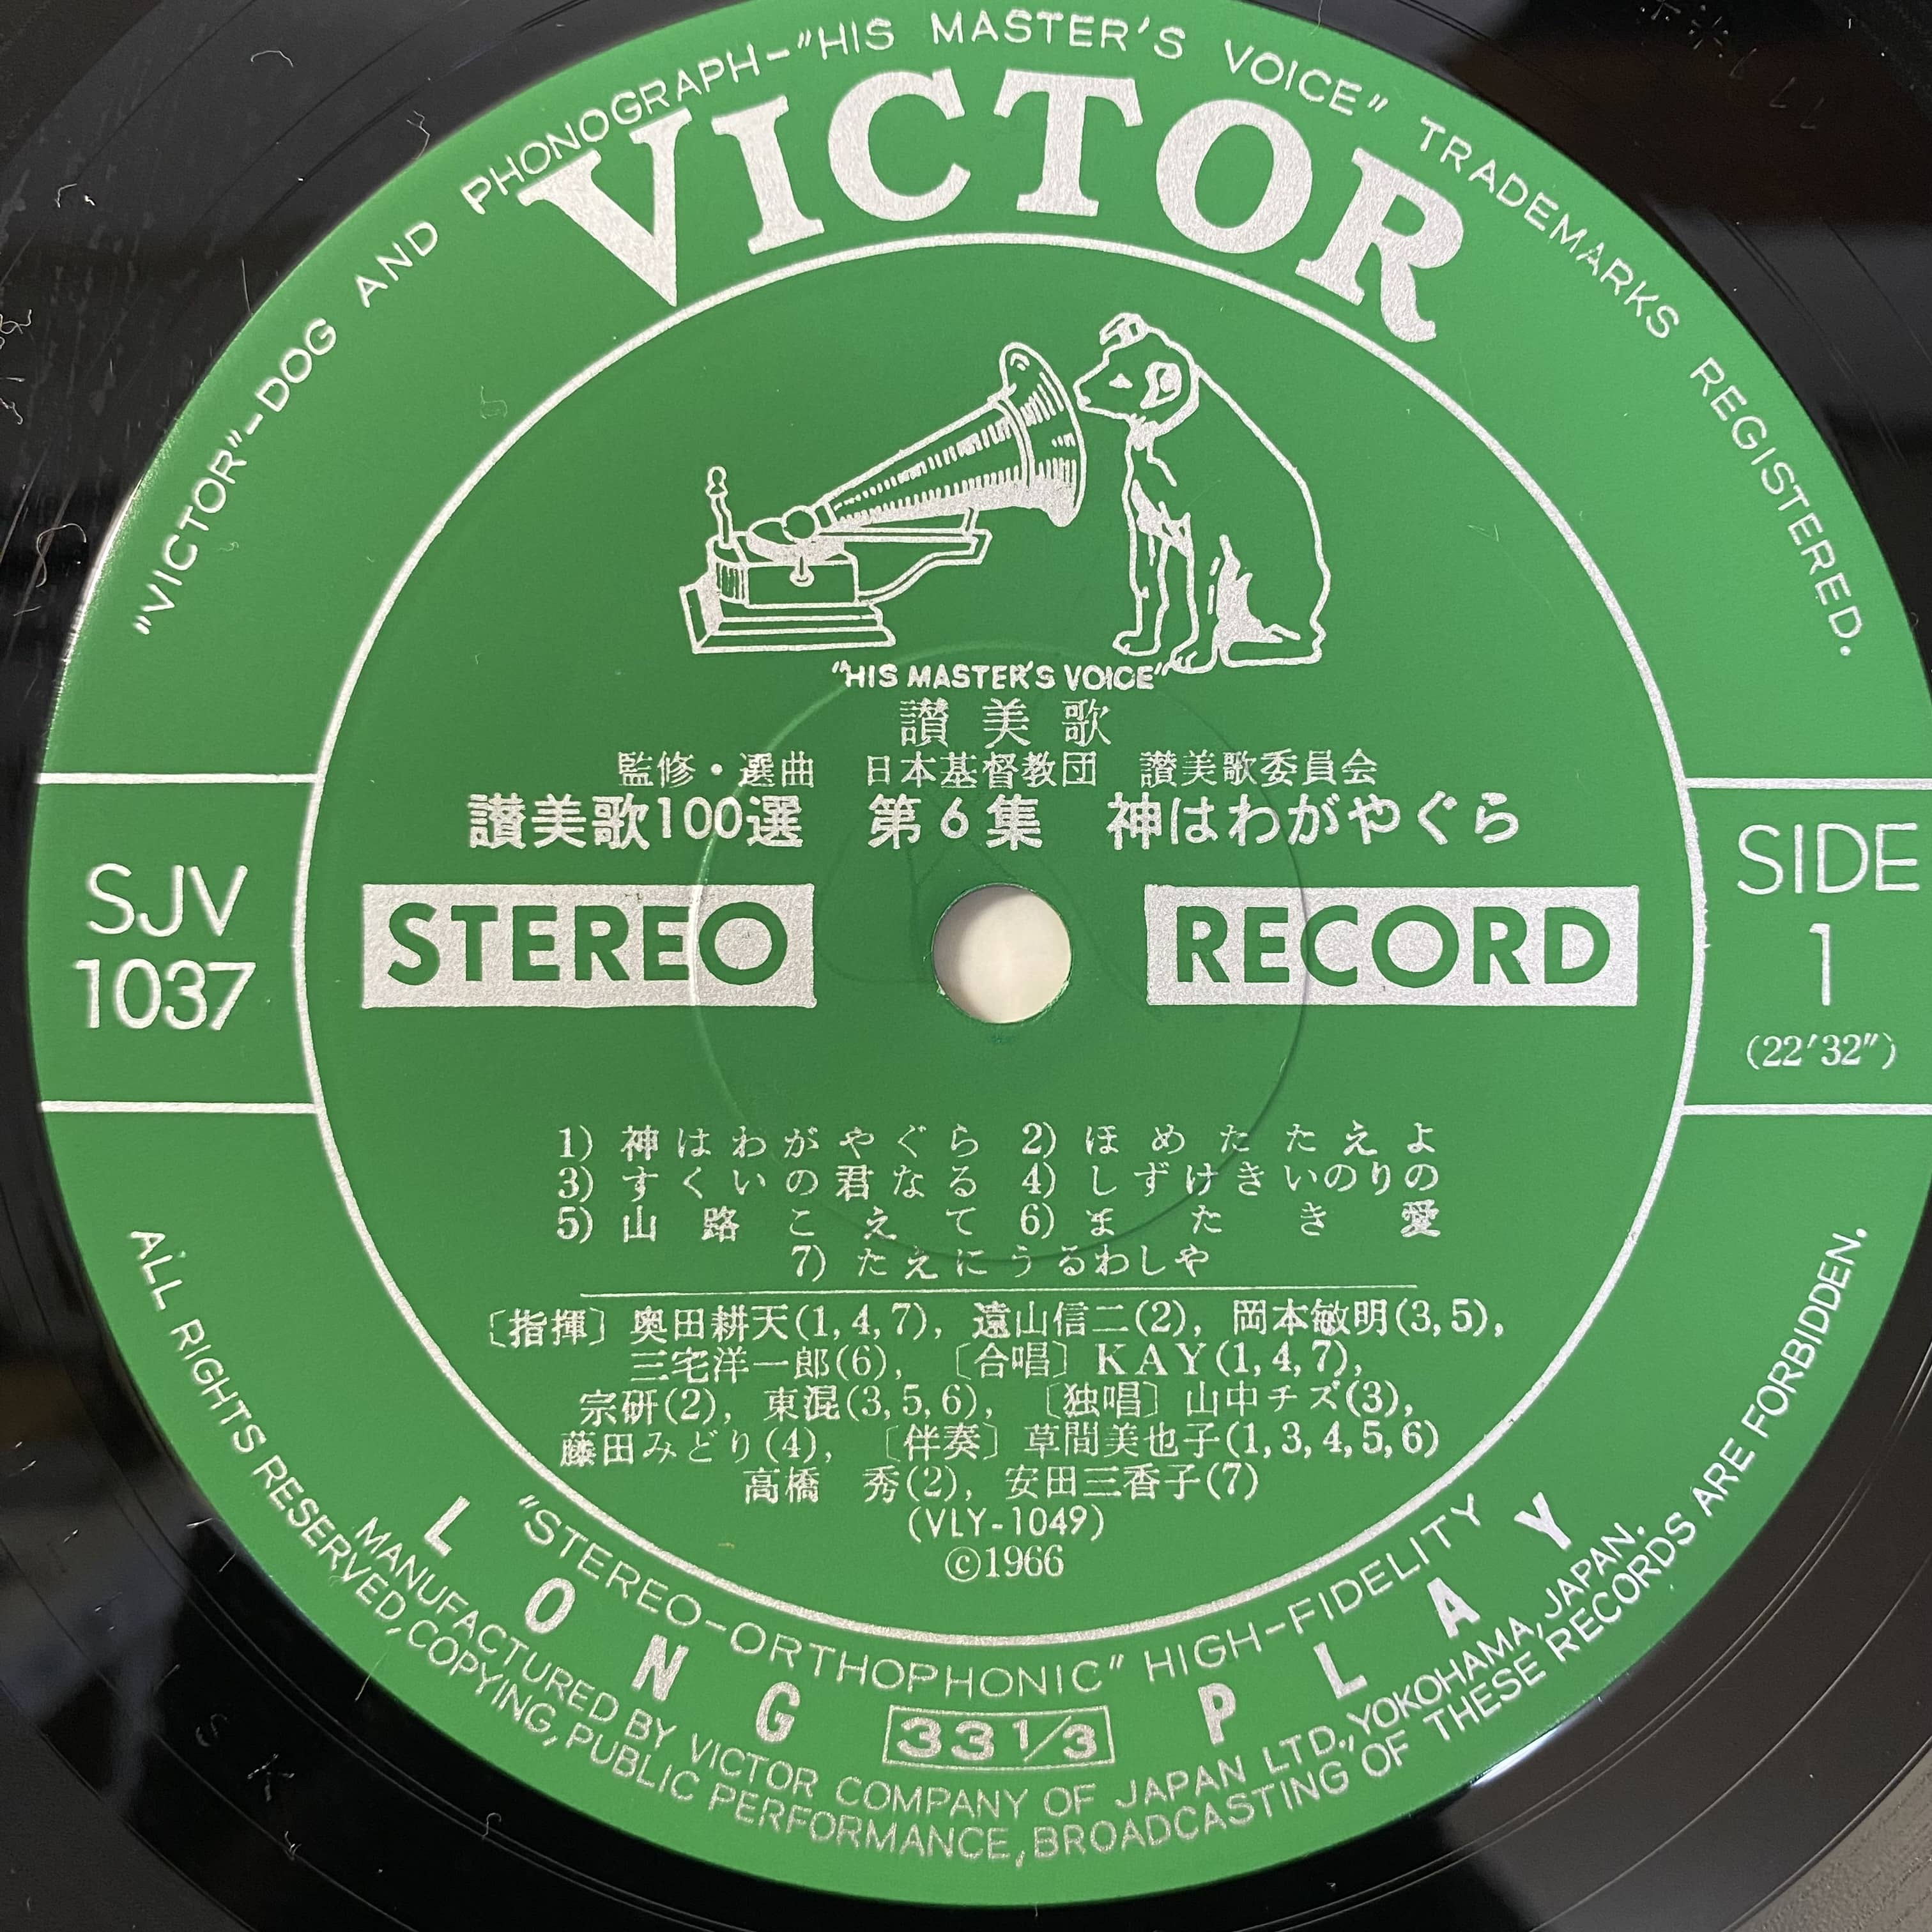 "VICTOR"-DOG AND PHONOGRAPH-"HIS MASTER'S VOICE" TRADEMARKS REGISTERED.
VICTOR
"HIS MASTER'S VOICE"
讃美歌
監修・選曲 日本基督教団 讃美歌委員会
讃美歌100選 第6集 神はわがやぐら
SJV
1037
STEREO RECORD
SIDE
1
(22'32")
1) 神はわがやぐら 2) ほめたたえよ
3) すくいの君なる 4) しずけきいのりの
5) 山路こえて 6) またき愛
7) たえにうるわしや
〔指揮〕奥田耕天(1,4,7), 遠山信二(2), 岡本敏明(3,5),
三宅洋一郎(6), 〔合唱〕KAY(1,4,7),
宗研(2), 東混(3,5,6), 〔独唱〕山中チズ(3),
藤田みどり(4), 〔伴奏〕草間美也子(1,3,4,5,6)
高橋 秀(2), 安田三香子(7)
(VLY-1049)
©1966
"STEREO-ORTHOPHONIC" HIGH-FIDELITY
LONG PLAY
33 1/3
MANUFACTURED BY VICTOR COMPANY OF JAPAN LTD., YOKOHAMA, JAPAN.
ALL RIGHTS RESERVED, COPYING, PUBLIC PERFORMANCE, BROADCASTING OF THESE RECORDS ARE FORBIDDEN.
S K